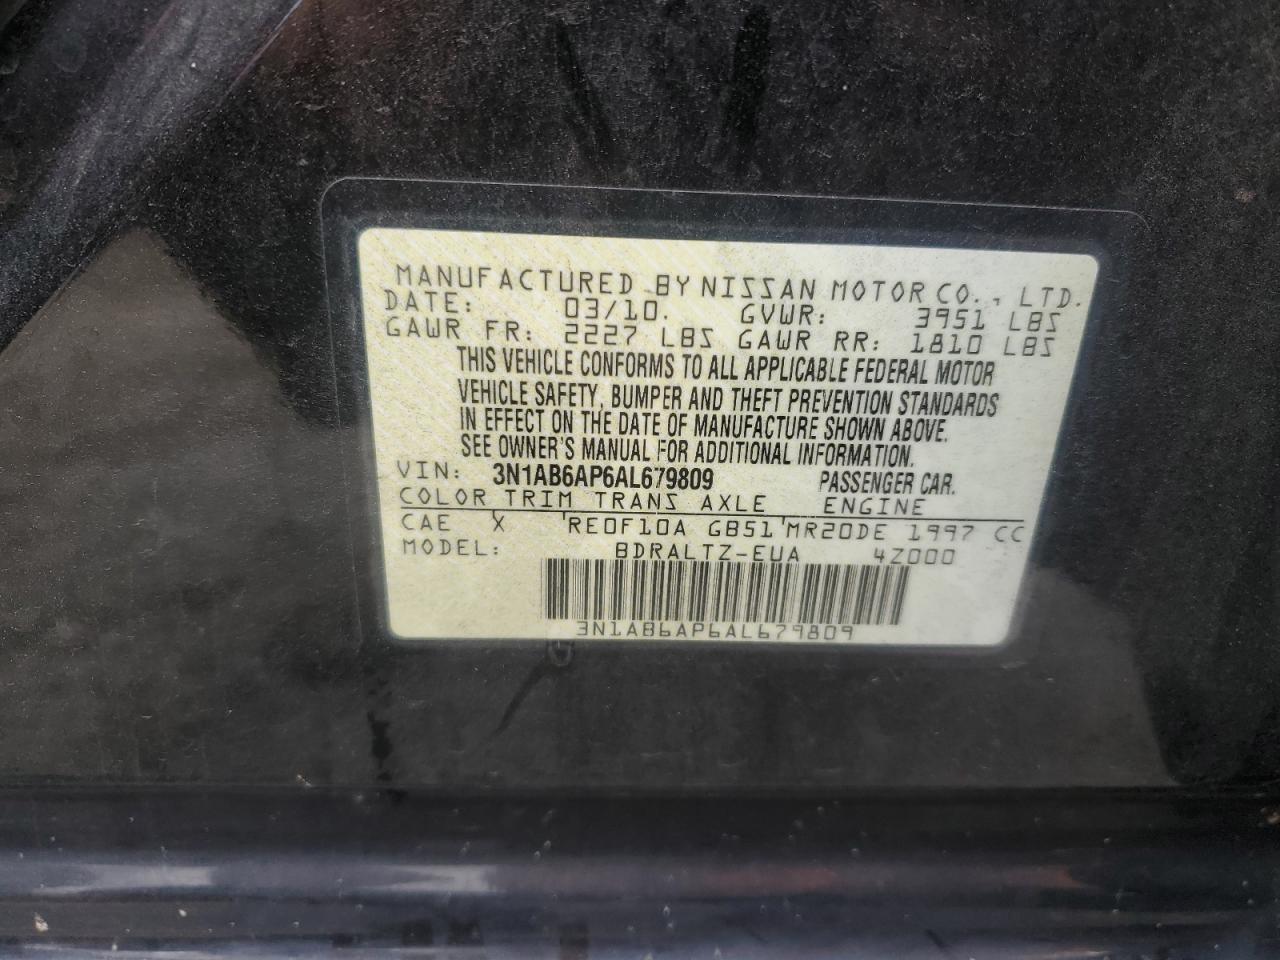 MANUFACTURED BY NISSAN MOTOR CO., LTD.
DATE: 03/10. GVWR: 3951 LBS
GAWR FR: 2227 LBS GAWR RR: 1810 LBS
THIS VEHICLE CONFORMS TO ALL APPLICABLE FEDERAL MOTOR
VEHICLE SAFETY, BUMPER AND THEFT PREVENTION STANDARDS
IN EFFECT ON THE DATE OF MANUFACTURE SHOWN ABOVE.
SEE OWNER'S MANUAL FOR ADDITIONAL INFORMATION.
VIN: 3N1AB6AP6AL679809 PASSENGER CAR.
COLOR TRIM TRANS AXLE ENGINE
CAE X RE0F10A GB51 MR20DE 1997 CC
MODEL: BDRALTZ-EUA 4Z000
3N1AB6AP6AL679809